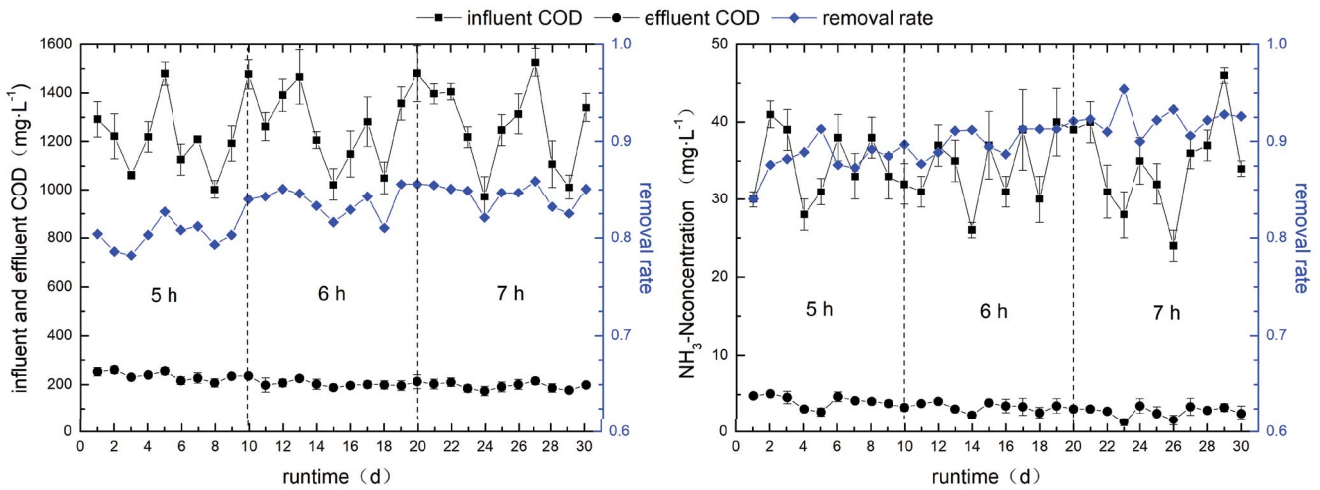 influent COD effluent COD removal rate
1600
1400
1200
1000
800
600
400
200
0
influent and effluent COD (mg·L⁻¹)
1.0
0.9
0.8
0.7
0.6
removal rate
5 h 6 h 7 h
0 2 4 6 8 10 12 14 16 18 20 22 24 26 28 30
runtime (d)
50
40
30
20
10
0
NH₃-Nconcentration (mg·L⁻¹)
1.0
0.9
0.8
0.7
0.6
removal rate
5 h 6 h 7 h
0 2 4 6 8 10 12 14 16 18 20 22 24 26 28 30
runtime (d)